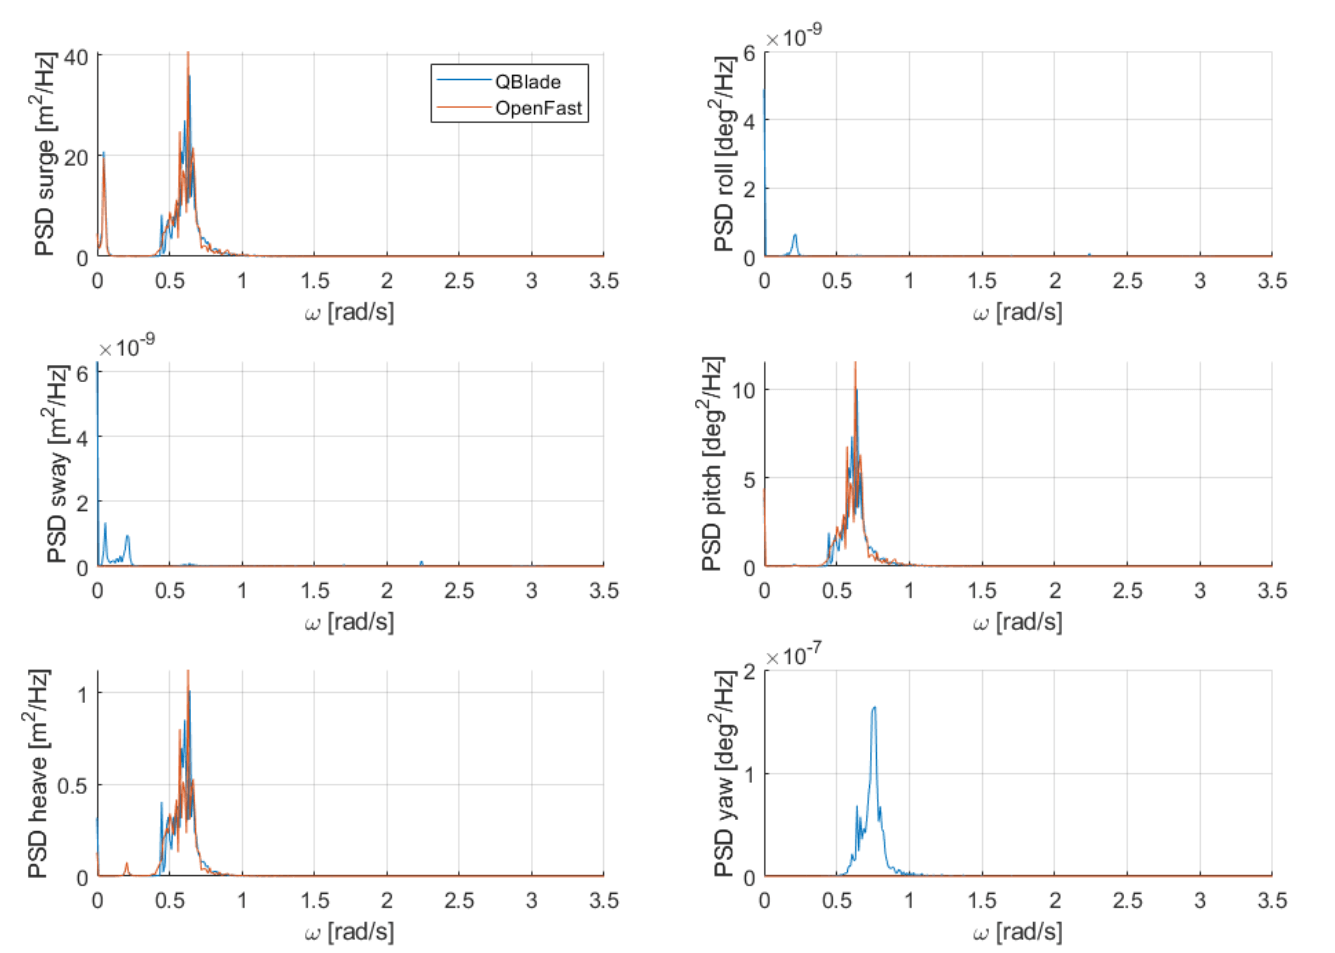 PSD surge [m²/Hz]
40
20
0
QBlade
OpenFast
0 0.5 1 1.5 2 2.5 3 3.5
ω [rad/s]
×10⁻⁹
PSD roll [deg²/Hz]
6
4
2
0
0 0.5 1 1.5 2 2.5 3 3.5
ω [rad/s]
×10⁻⁹
PSD sway [m²/Hz]
6
4
2
0
0 0.5 1 1.5 2 2.5 3 3.5
ω [rad/s]
PSD pitch [deg²/Hz]
10
5
0
0 0.5 1 1.5 2 2.5 3 3.5
ω [rad/s]
PSD heave [m²/Hz]
1
0.5
0
0 0.5 1 1.5 2 2.5 3 3.5
ω [rad/s]
×10⁻⁷
PSD yaw [deg²/Hz]
2
1
0
0 0.5 1 1.5 2 2.5 3 3.5
ω [rad/s]